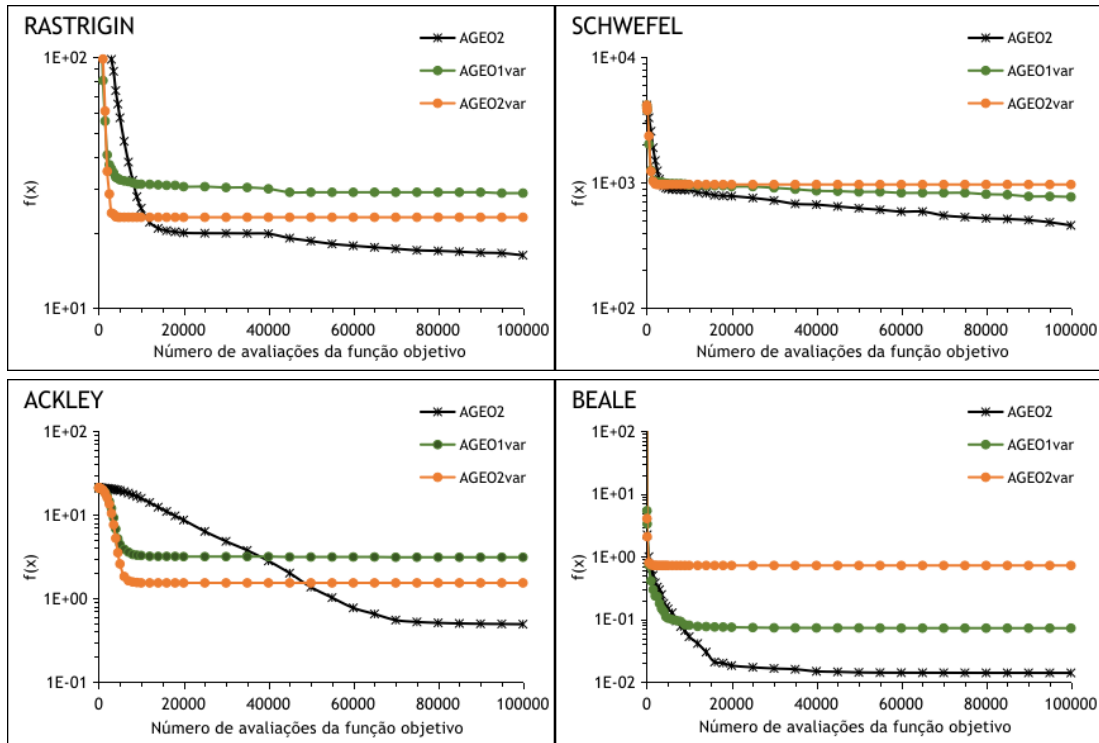 RASTRIGIN
AGEO2
AGEO1var
AGEO2var
1E+02
f(x)
1E+01
0 20000 40000 60000 80000 100000
Número de avaliações da função objetivo
SCHWEFEL
AGEO2
AGEO1var
AGEO2var
1E+04
1E+03
f(x)
1E+02
0 20000 40000 60000 80000 100000
Número de avaliações da função objetivo
ACKLEY
AGEO2
AGEO1var
AGEO2var
1E+02
1E+01
f(x)
1E+00
1E-01
0 20000 40000 60000 80000 100000
Número de avaliações da função objetivo
BEALE
AGEO2
AGEO1var
AGEO2var
1E+02
1E+01
1E+00
f(x)
1E-01
1E-02
0 20000 40000 60000 80000 100000
Número de avaliações da função objetivo